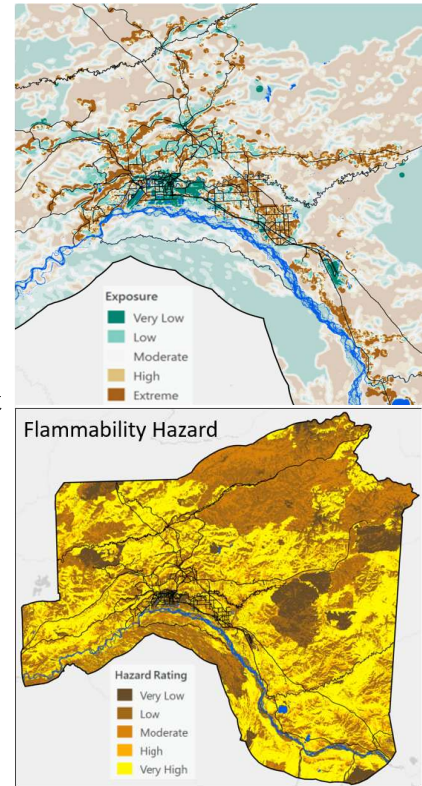 Exposure
Very Low
Low
Moderate
High
Extreme
Flammability Hazard
Hazard Rating
Very Low
Low
Moderate
High
Very High